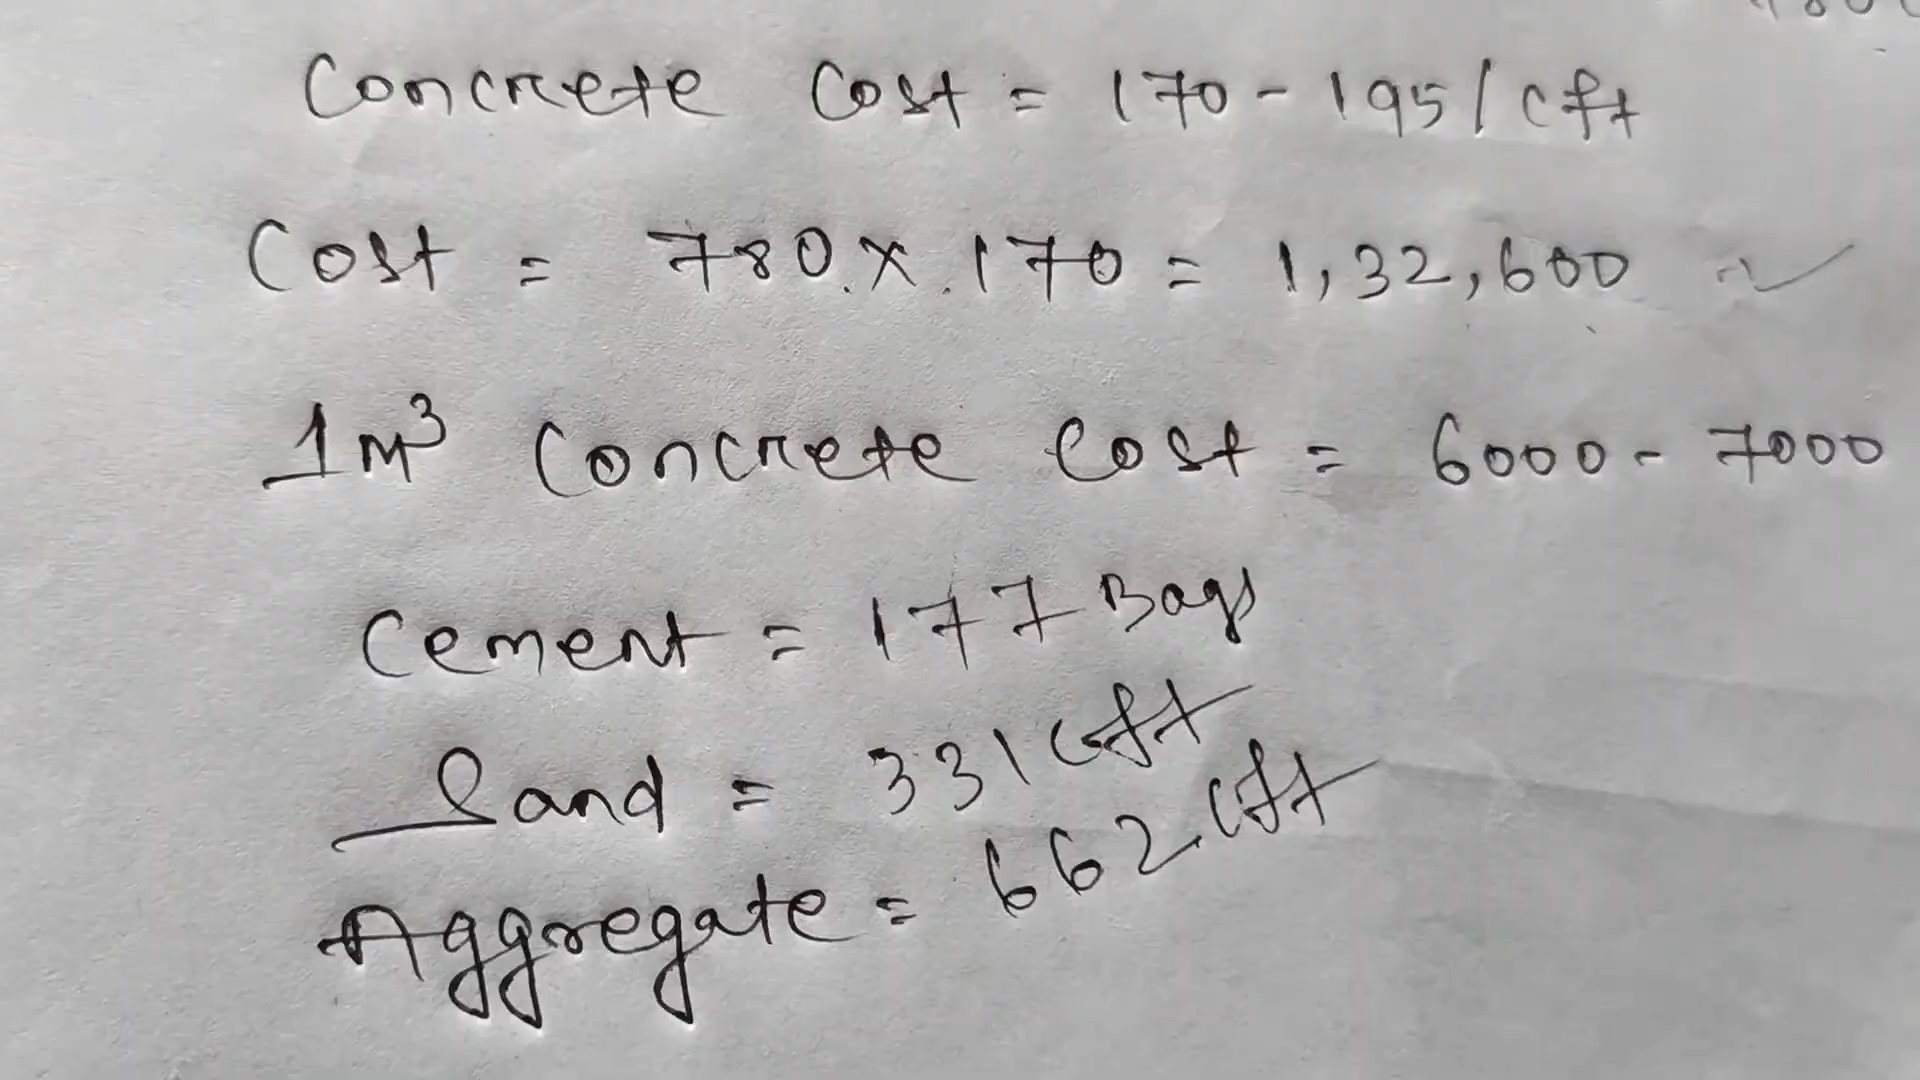 Concrete Cost = 170 - 195/cft
Cost = 780 x 170 = 1,32,600
1m³ Concrete Cost = 6000 - 7000
Cement = 177 Bags
Sand = 331 cft
Aggregate = 662 cft